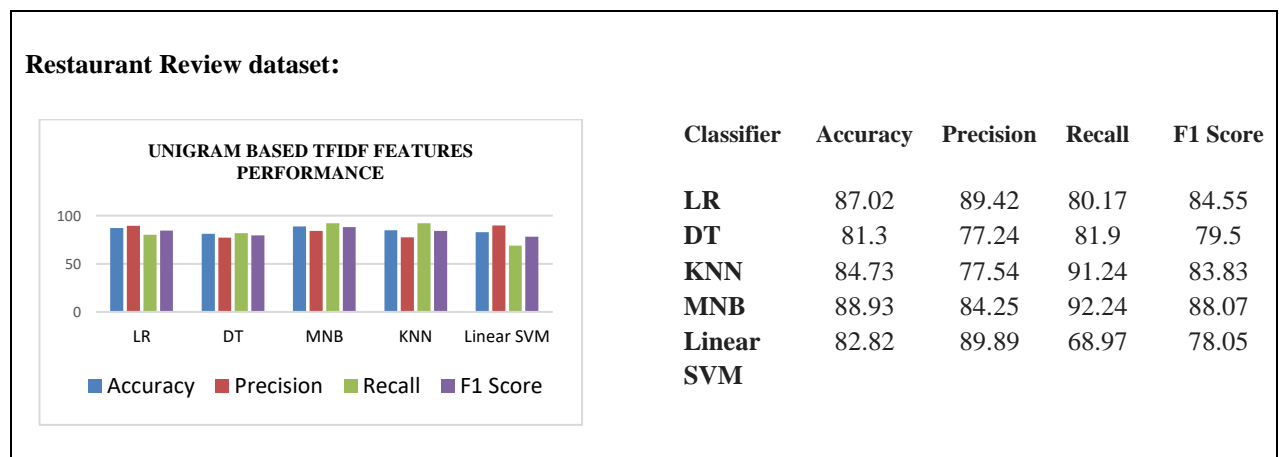 Restaurant Review dataset:
UNIGRAM BASED TFIDF FEATURES
PERFORMANCE
100
50
0
LR DT MNB KNN Linear SVM
Accuracy Precision Recall F1 Score
Classifier Accuracy Precision Recall F1 Score
LR 87.02 89.42 80.17 84.55
DT 81.3 77.24 81.9 79.5
KNN 84.73 77.54 91.24 83.83
MNB 88.93 84.25 92.24 88.07
Linear 82.82 89.89 68.97 78.05
SVM